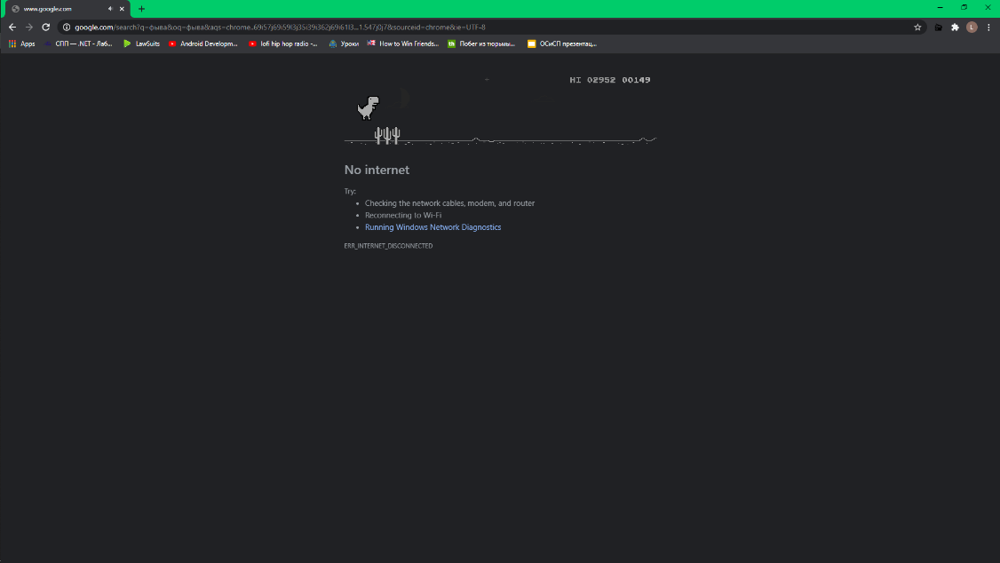 www.google.com
google.com/search?q=фыва&oq=фыва&aqs=chrome..69i57j69i59l3j35i39i362j69i61l3...1.547j0j7&sourceid=chrome&ie=UTF-8
L
Apps
СПП — .NET - Лаб...
LawSuits
Android Developm...
lofi hip hop radio -...
Уроки
How to Win Friends...
th
Побег из тюрьмы...
ОСиСП презентац...
HI 02952 00149
No internet
Try:
• Checking the network cables, modem, and router
• Reconnecting to Wi-Fi
• Running Windows Network Diagnostics
ERR_INTERNET_DISCONNECTED